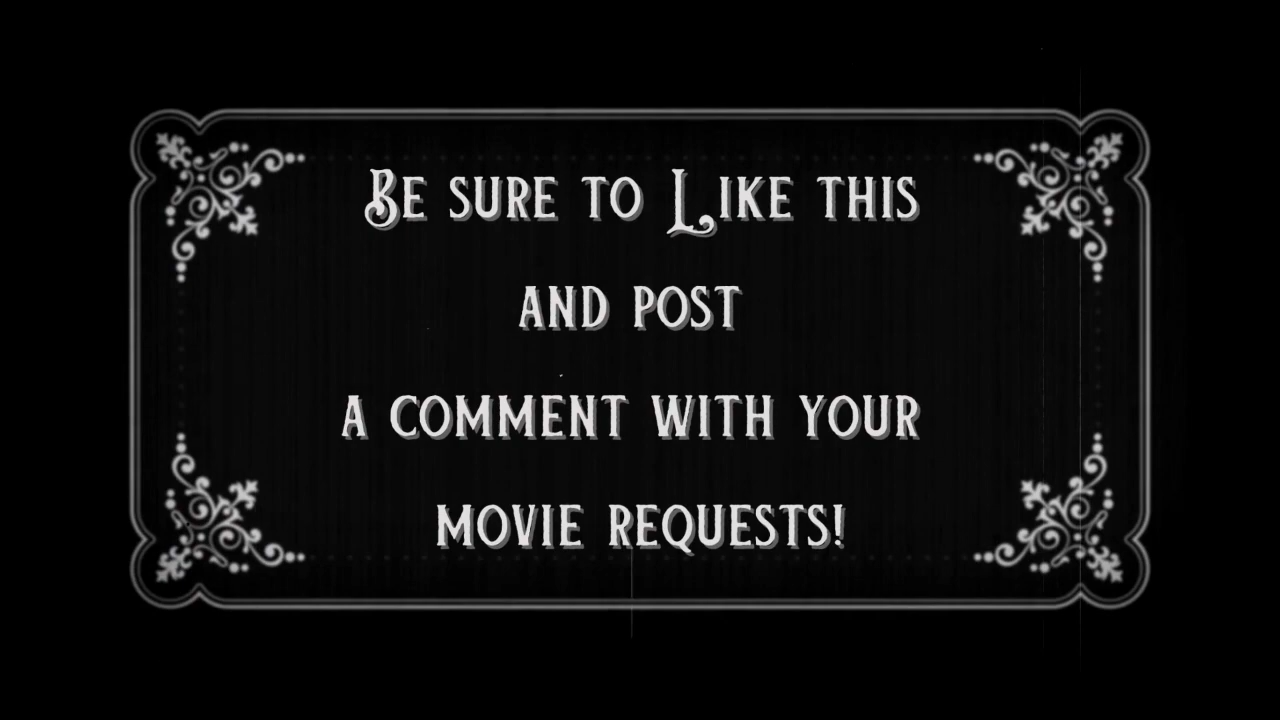 Be sure to Like this
and post
a comment with your
movie requests!